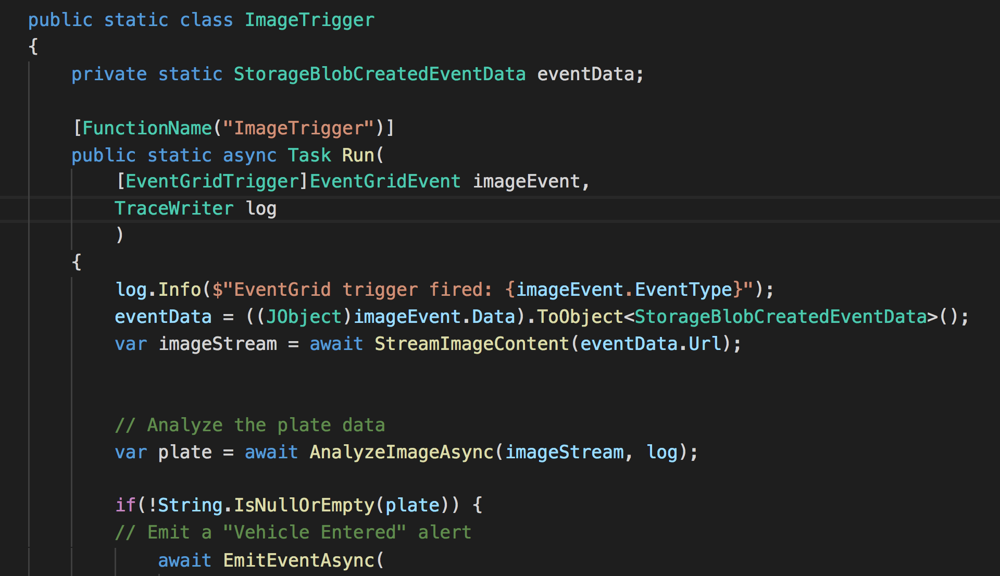 public static class ImageTrigger
{
private static StorageBlobCreatedEventData eventData;
[FunctionName("ImageTrigger")]
public static async Task Run(
[EventGridTrigger]EventGridEvent imageEvent,
TraceWriter log
)
{
log.Info($"EventGrid trigger fired: {imageEvent.EventType}");
eventData = ((JObject)imageEvent.Data).ToObject<StorageBlobCreatedEventData>();
var imageStream = await StreamImageContent(eventData.Url);
// Analyze the plate data
var plate = await AnalyzeImageAsync(imageStream, log);
if(!String.IsNullOrEmpty(plate)) {
// Emit a "Vehicle Entered" alert
await EmitEventAsync(